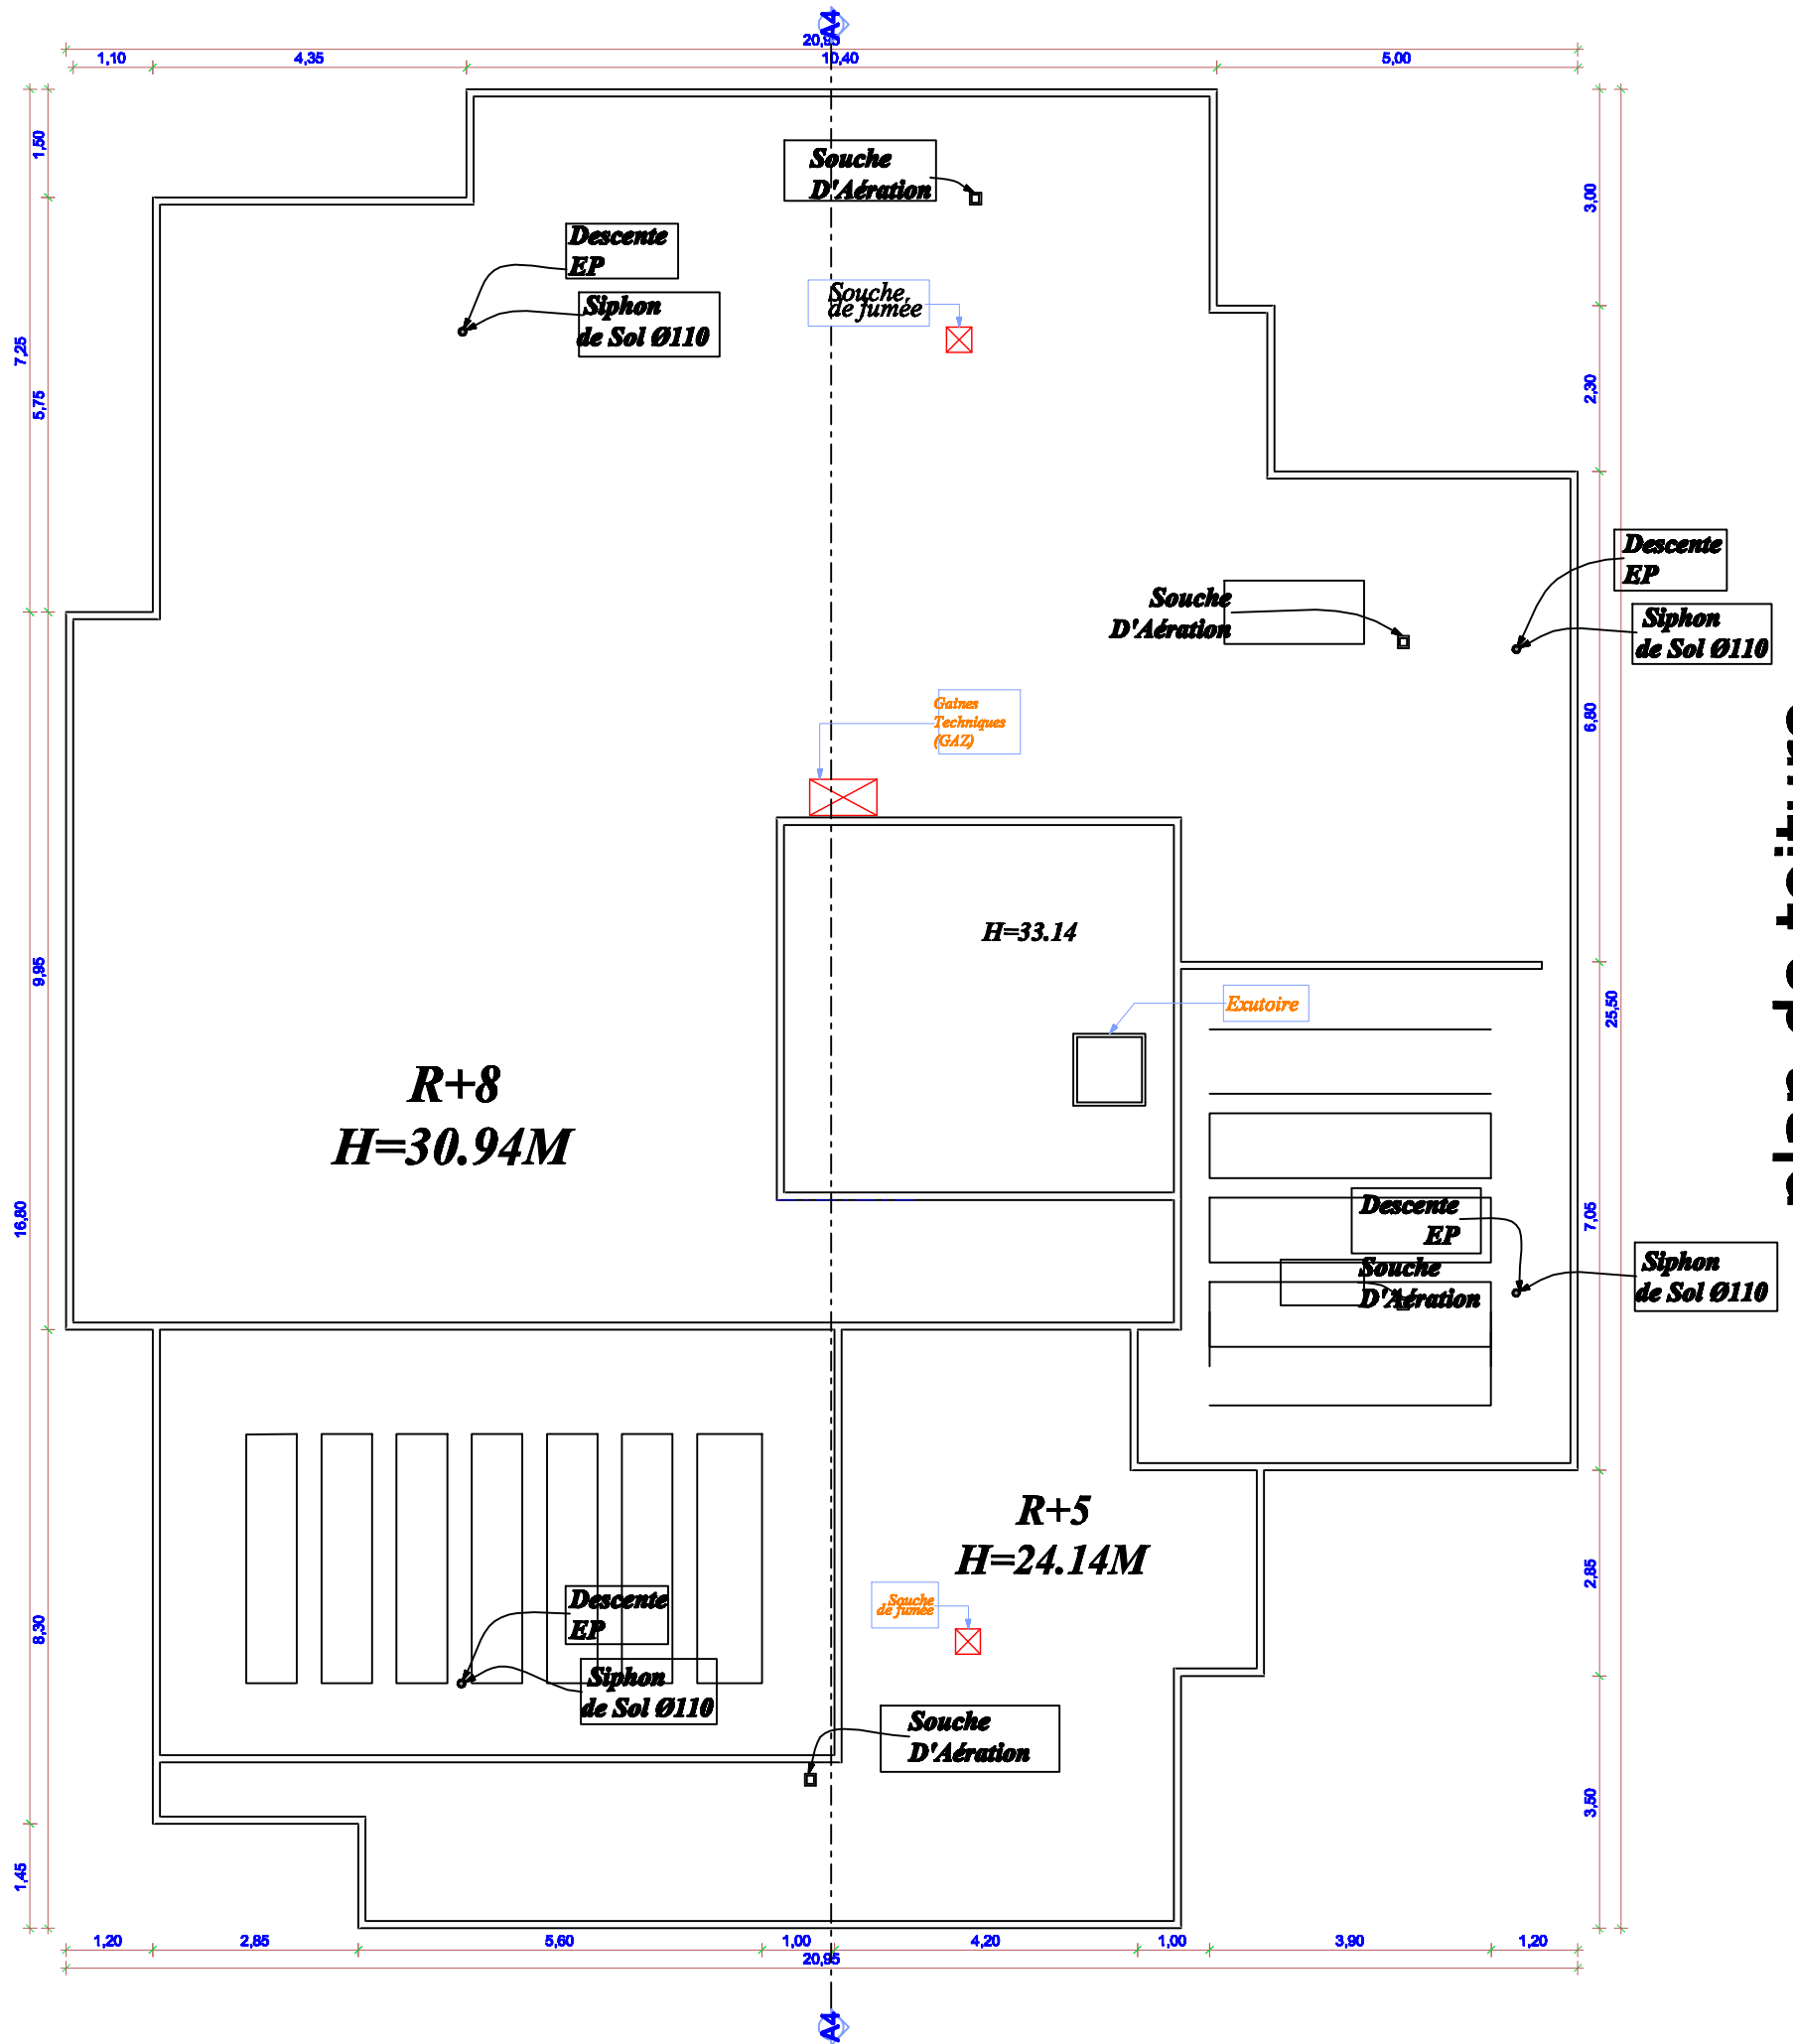 A4
20,95
1,10
4,35
10,40
5,00
1,50
7,25
5,75
9,95
16,80
8,30
1,45
3,00
2,30
6,80
25,50
7,05
2,85
3,50
Souche
D'Aération
Descente
EP
Siphon
de Sol Ø110
Souche
de fumée
Descente
EP
Souche
D'Aération
Siphon
de Sol Ø110
Gaines
Techniques
(GAZ)
H=33.14
Exutoire
R+8
H=30.94M
Descente
EP
Souche
D'Aération
Siphon
de Sol Ø110
R+5
H=24.14M
Souche
de fumée
Descente
EP
Siphon
de Sol Ø110
Souche
D'Aération
1,20
2,85
5,60
1,00
4,20
1,00
3,90
1,20
20,95
A4